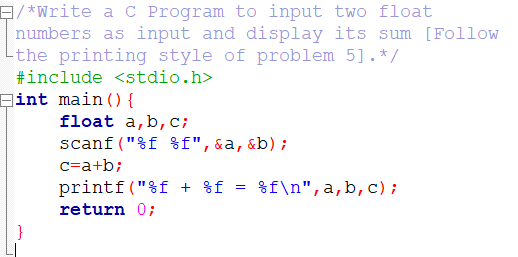 /*Write a C Program to input two float
numbers as input and display its sum [Follow
the printing style of problem 5].*/
#include <stdio.h>
int main(){
    float a,b,c;
    scanf("%f %f",&a,&b);
    c=a+b;
    printf("%f + %f = %f\n",a,b,c);
    return 0;
}